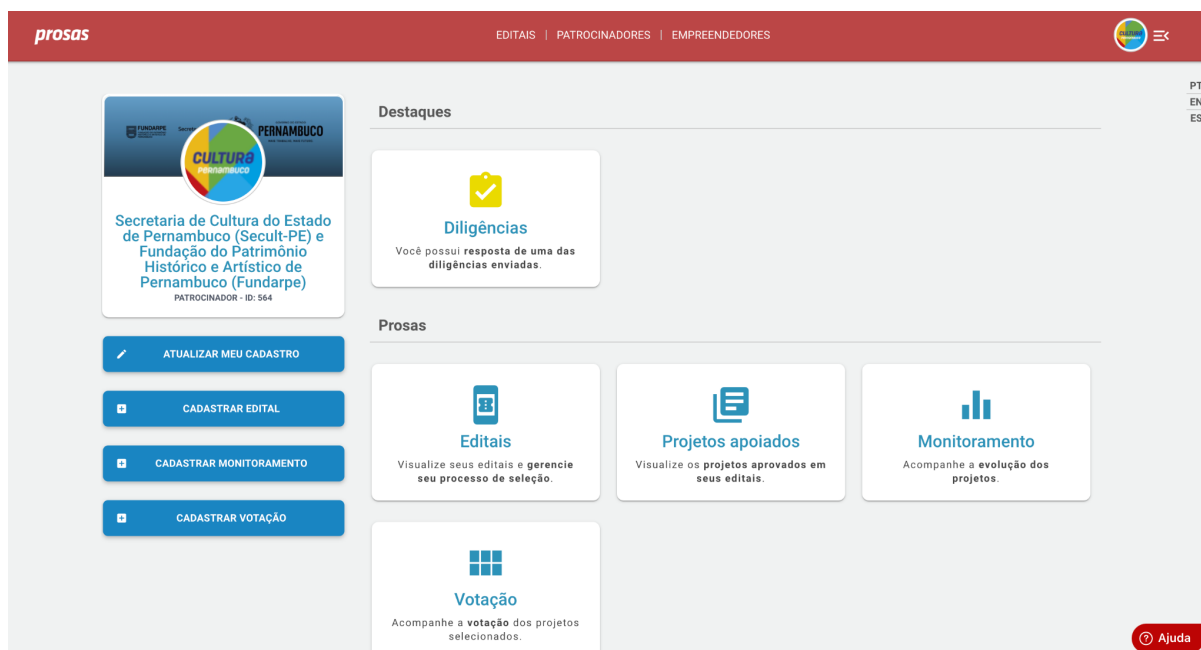 prosas
EDITAIS | PATROCINADORES | EMPREENDEDORES
CULTURA
PT
EN
ES
FUNDARPE
PERNAMBUCO
CULTURA
PERNAMBUCO
Secretaria de Cultura do Estado
de Pernambuco (Secult-PE) e
Fundação do Patrimônio
Histórico e Artístico de
Pernambuco (Fundarpe)
PATROCINADOR - ID: 564
ATUALIZAR MEU CADASTRO
CADASTRAR EDITAL
CADASTRAR MONITORAMENTO
CADASTRAR VOTAÇÃO
Destaques
Diligências
Você possui resposta de uma das
diligências enviadas.
Prosas
Editais
Visualize seus editais e gerencie
seu processo de seleção.
Projetos apoiados
Visualize os projetos aprovados em
seus editais.
Monitoramento
Acompanhe a evolução dos
projetos.
Votação
Acompanhe a votação dos projetos
selecionados.
Ajuda